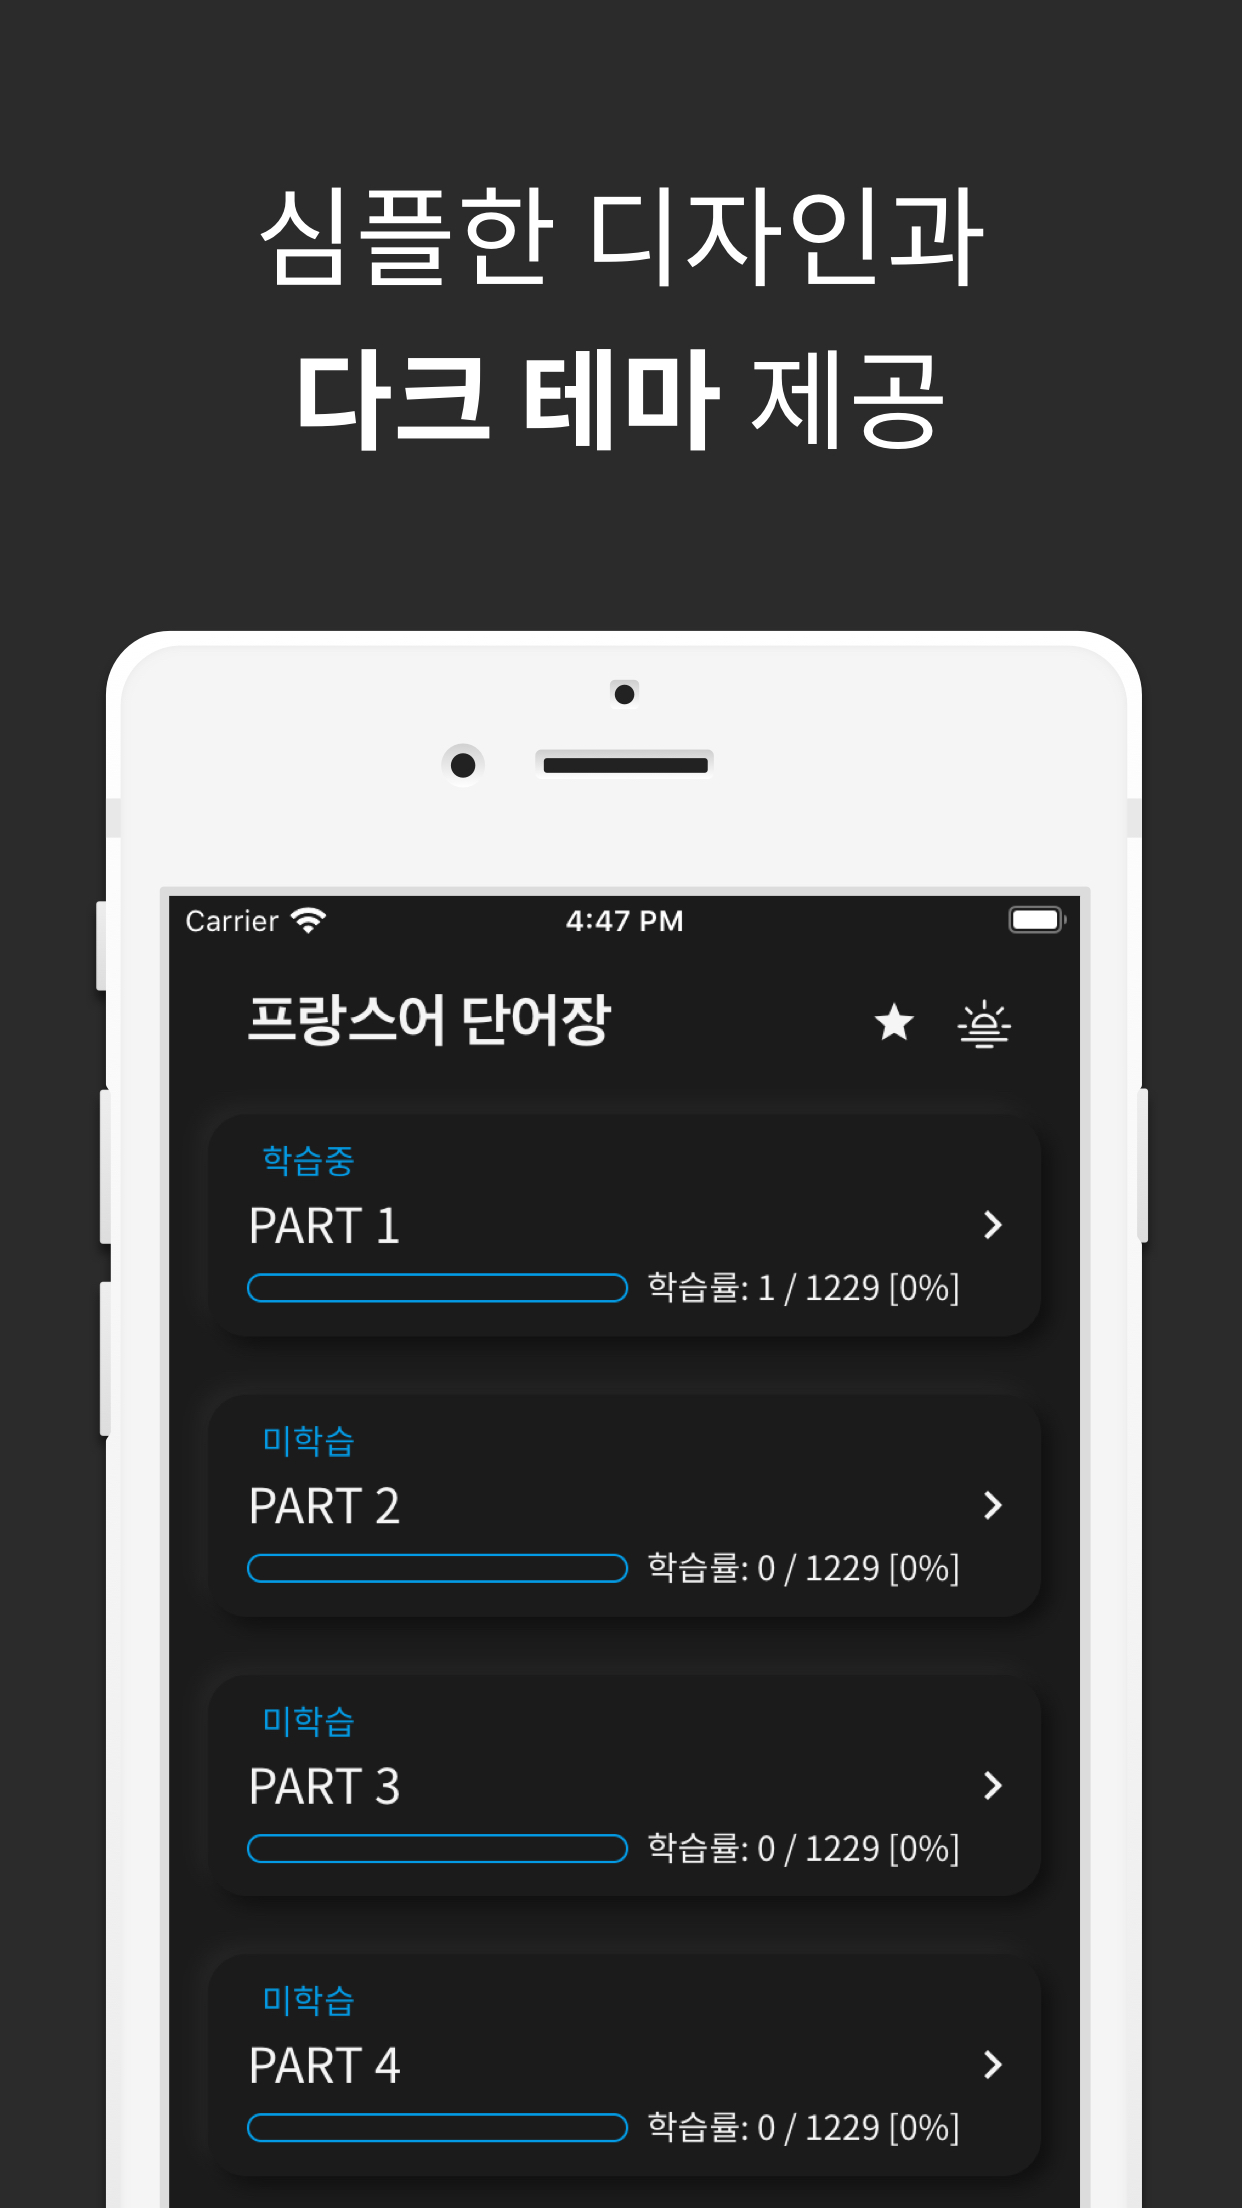 심플한 디자인과
다크 테마 제공
Carrier 4:47 PM
프랑스어 단어장
학습중
PART 1
학습률: 1 / 1229 [0%]
미학습
PART 2
학습률: 0 / 1229 [0%]
미학습
PART 3
학습률: 0 / 1229 [0%]
미학습
PART 4
학습률: 0 / 1229 [0%]